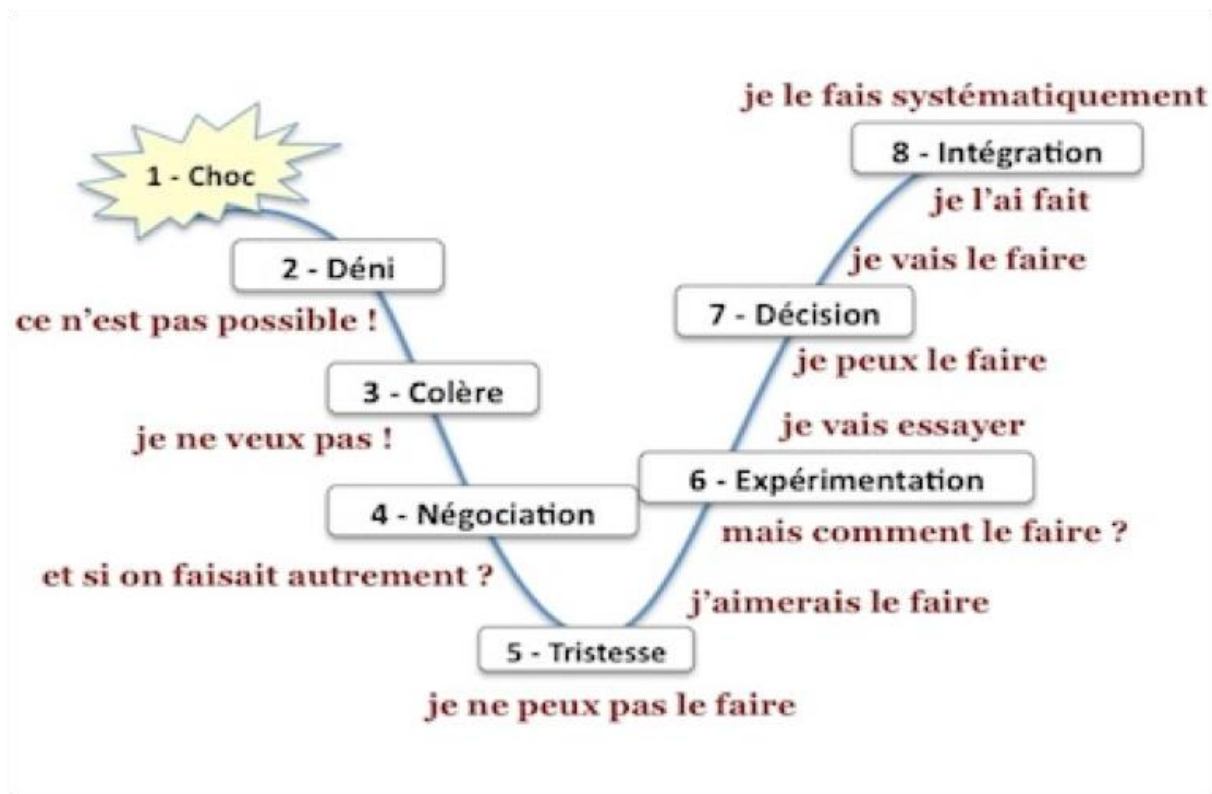 1 - Choc
2 - Déni
ce n'est pas possible !
3 - Colère
je ne veux pas !
4 - Négociation
et si on faisait autrement ?
5 - Tristesse
je ne peux pas le faire
j'aimerais le faire
mais comment le faire ?
6 - Expérimentation
je vais essayer
je peux le faire
7 - Décision
je vais le faire
je l'ai fait
8 - Intégration
je le fais systématiquement